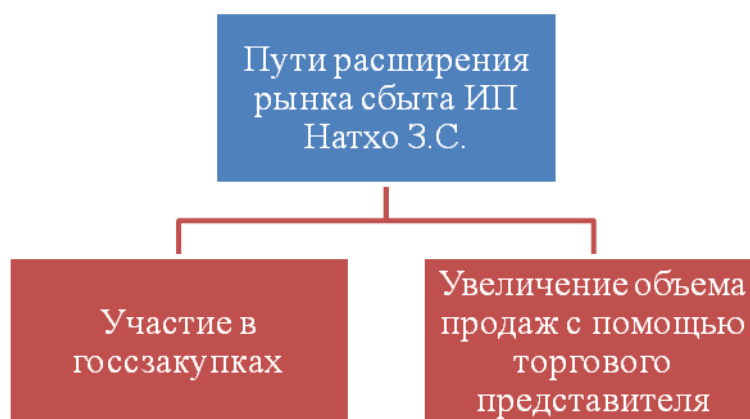 Пути расширения
рынка сбыта ИП
Натхо З.С.
Участие в
госсзакупках
Увеличение объема
продаж с помощью
торгового
представителя